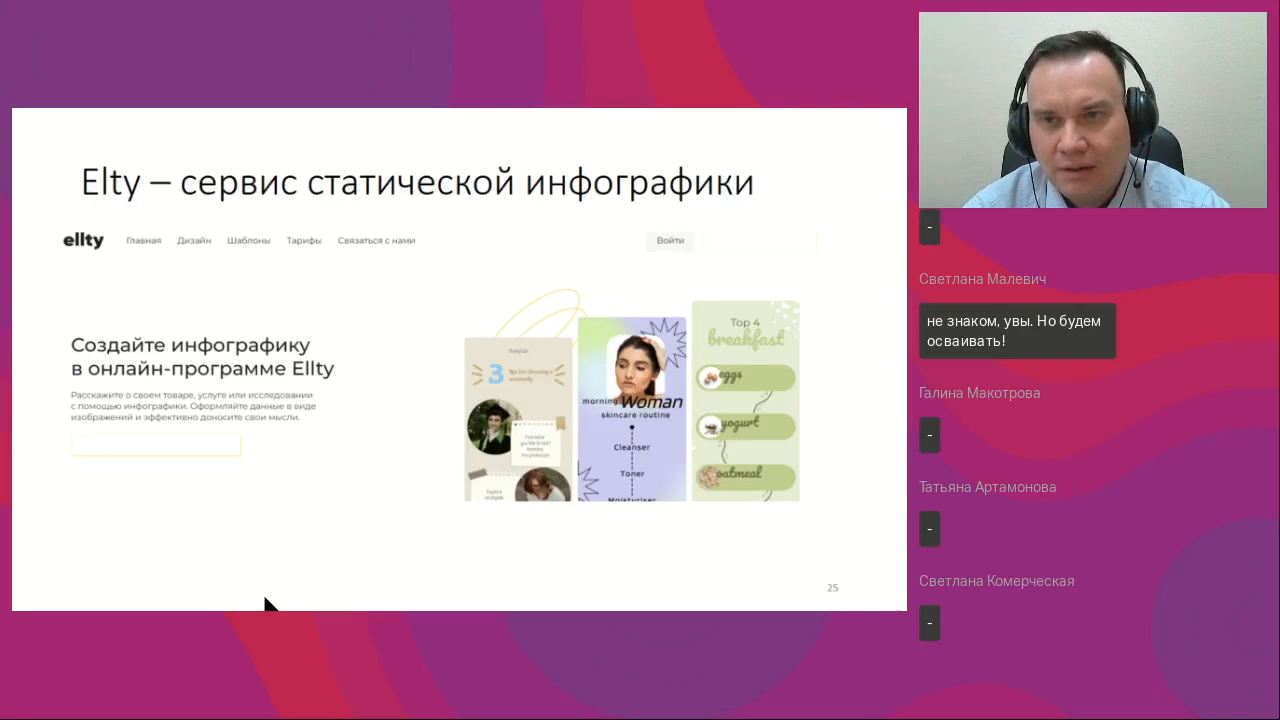 Elty – сервис статической инфографики
ellty
Главная Дизайн Шаблоны Тарифы Связаться с нами
Войти
Создайте инфографику
в онлайн-программе Ellty
Расскажите о своем товаре, услуге или исследовании
с помощью инфографики. Оформляйте данные в виде
изображений и эффективно доносите свои мысли.
3
morning Woman
skincare routine
Cleanser
Toner
Moisturiser
Top 4
breakfast
eggs
yogurt
oatmeal
25
-
Светлана Малевич
не знаком, увы. Но будем
осваивать!
Галина Макотрова
-
Татьяна Артамонова
-
Светлана Комерческая
-